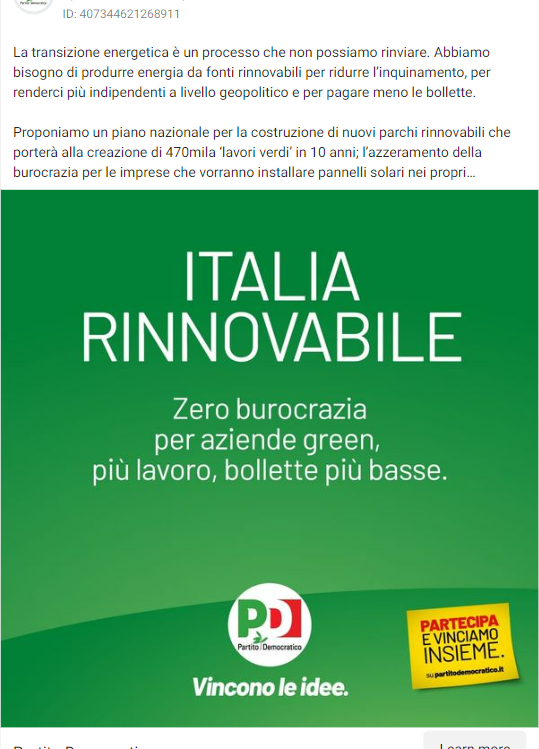 Partito Democratico
ID: 407344621268911
La transizione energetica è un processo che non possiamo rinviare. Abbiamo
bisogno di produrre energia da fonti rinnovabili per ridurre l’inquinamento, per
renderci più indipendenti a livello geopolitico e per pagare meno le bollette.
Proponiamo un piano nazionale per la costruzione di nuovi parchi rinnovabili che
porterà alla creazione di 470mila ‘lavori verdi’ in 10 anni; l’azzeramento della
burocrazia per le imprese che vorranno installare pannelli solari nei propri...
ITALIA
RINNOVABILE
Zero burocrazia
per aziende green,
più lavoro, bollette più basse.
PD
Partito Democratico
Vincono le idee.
PARTECIPA
E VINCIAMO
INSIEME.
su partitodemocratico.it
Partito Democratico
Learn more